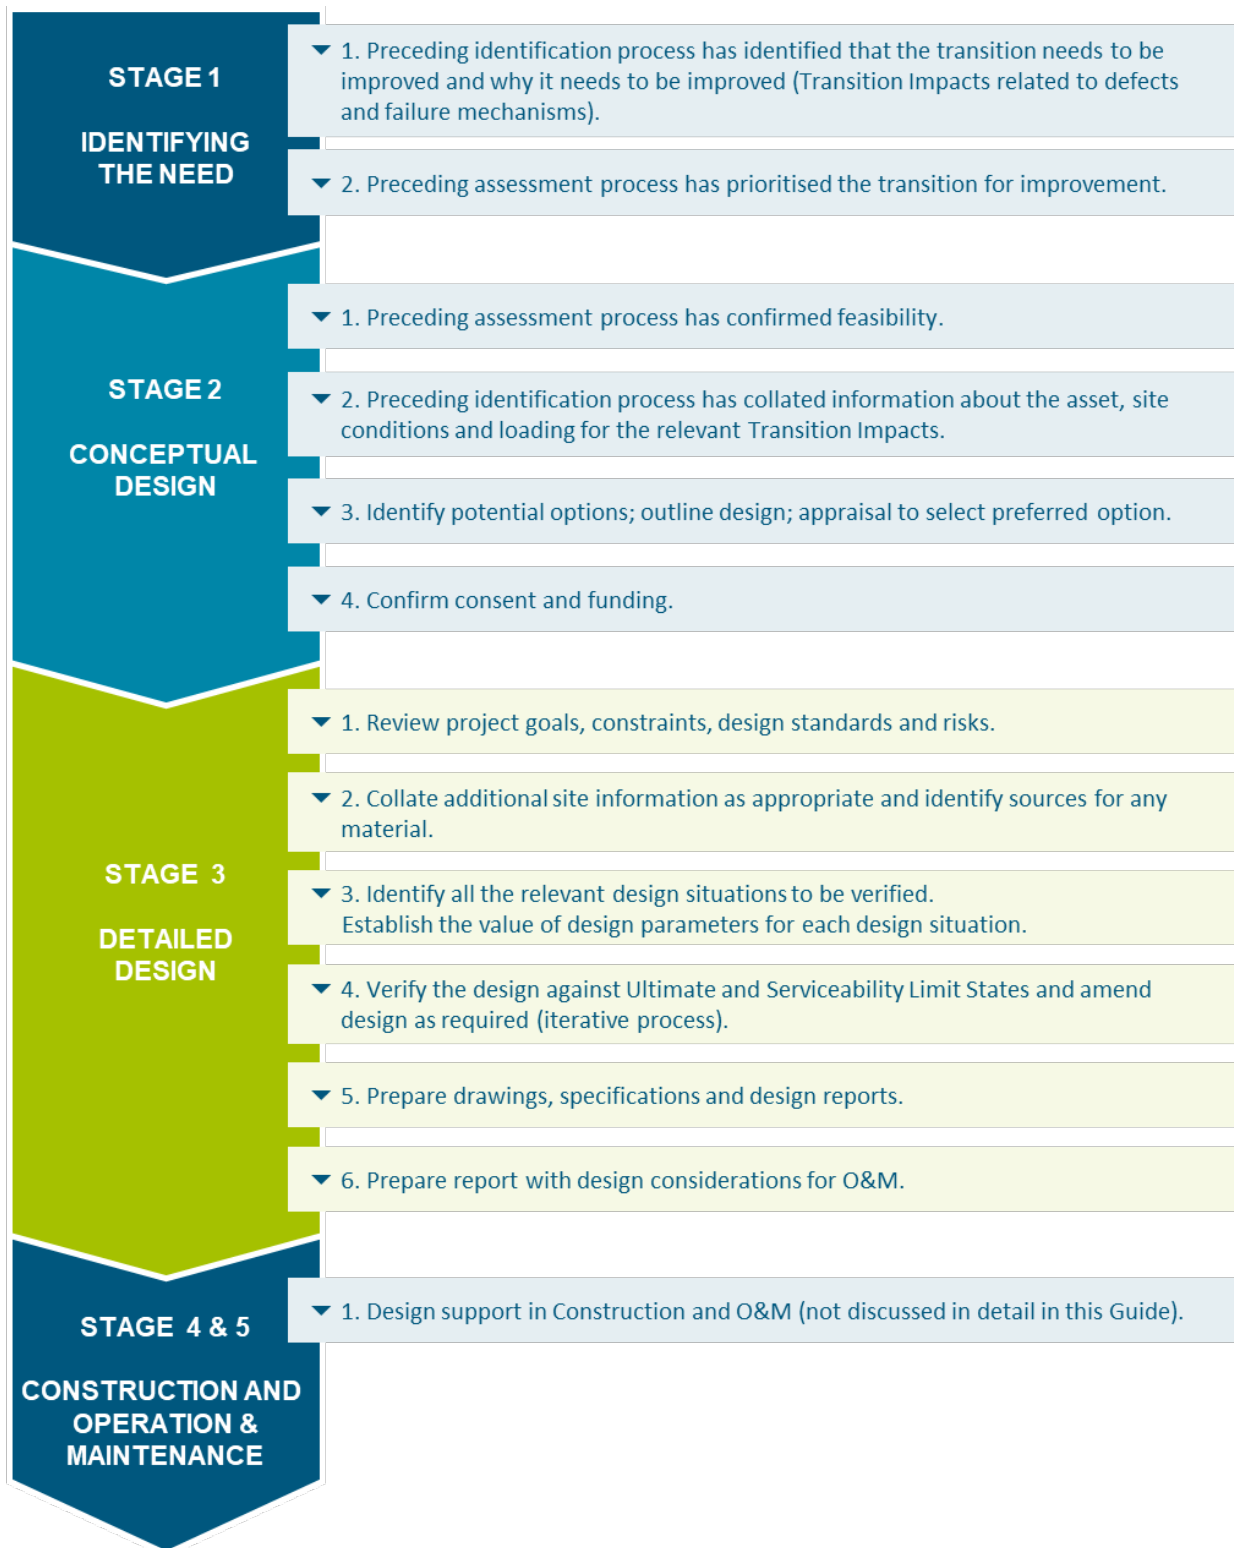 STAGE 1
IDENTIFYING
THE NEED
1. Preceding identification process has identified that the transition needs to be
improved and why it needs to be improved (Transition Impacts related to defects
and failure mechanisms).
2. Preceding assessment process has prioritised the transition for improvement.
STAGE 2
CONCEPTUAL
DESIGN
1. Preceding assessment process has confirmed feasibility.
2. Preceding identification process has collated information about the asset, site
conditions and loading for the relevant Transition Impacts.
3. Identify potential options; outline design; appraisal to select preferred option.
4. Confirm consent and funding.
STAGE 3
DETAILED
DESIGN
1. Review project goals, constraints, design standards and risks.
2. Collate additional site information as appropriate and identify sources for any
material.
3. Identify all the relevant design situations to be verified.
Establish the value of design parameters for each design situation.
4. Verify the design against Ultimate and Serviceability Limit States and amend
design as required (iterative process).
5. Prepare drawings, specifications and design reports.
6. Prepare report with design considerations for O&M.
STAGE 4 & 5
CONSTRUCTION AND
OPERATION &
MAINTENANCE
1. Design support in Construction and O&M (not discussed in detail in this Guide).